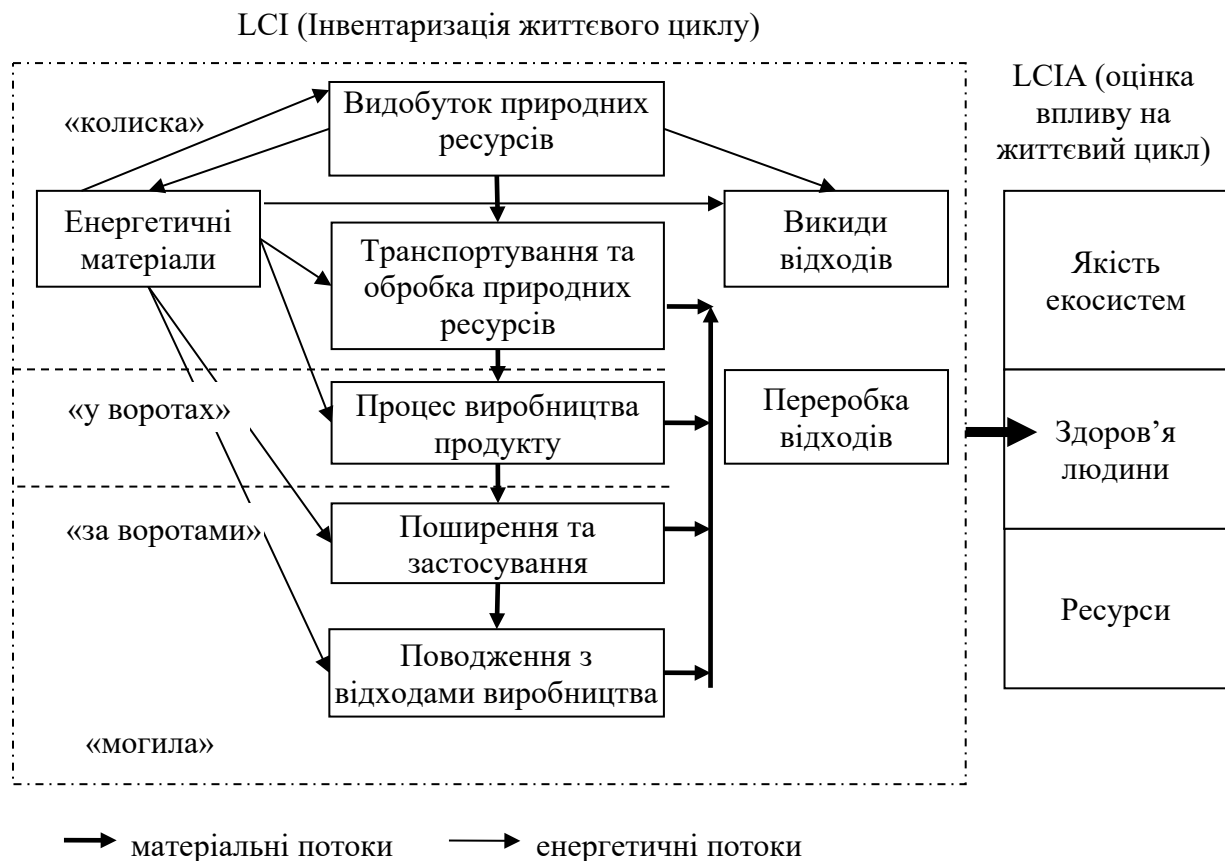 LCI (Інвентаризація життєвого циклу)
LCIA (оцінка
впливу на
життєвий цикл)
«колиска»
Видобуток природних
ресурсів
Енергетичні
матеріали
Викиди
відходів
Транспортування та
обробка природних
ресурсів
Якість
екосистем
«у воротах»
Процес виробництва
продукту
Переробка
відходів
Здоров’я
людини
«за воротами»
Поширення та
застосування
Ресурси
Поводження з
відходами виробництва
«могила»
матеріальні потоки
енергетичні потоки